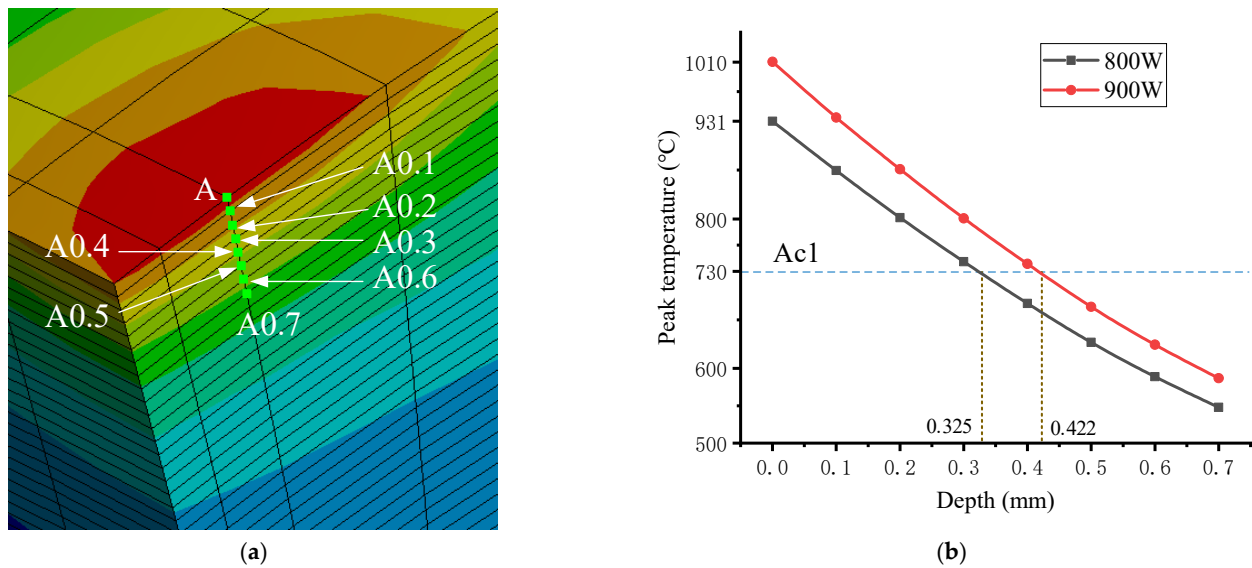 A
A0.1
A0.2
A0.4
A0.3
A0.5
A0.6
A0.7
(a)
800W
900W
1010
931
800
730
600
500
Peak temperature (℃)
Ac1
0.325
0.422
0.0 0.1 0.2 0.3 0.4 0.5 0.6 0.7
Depth (mm)
(b)